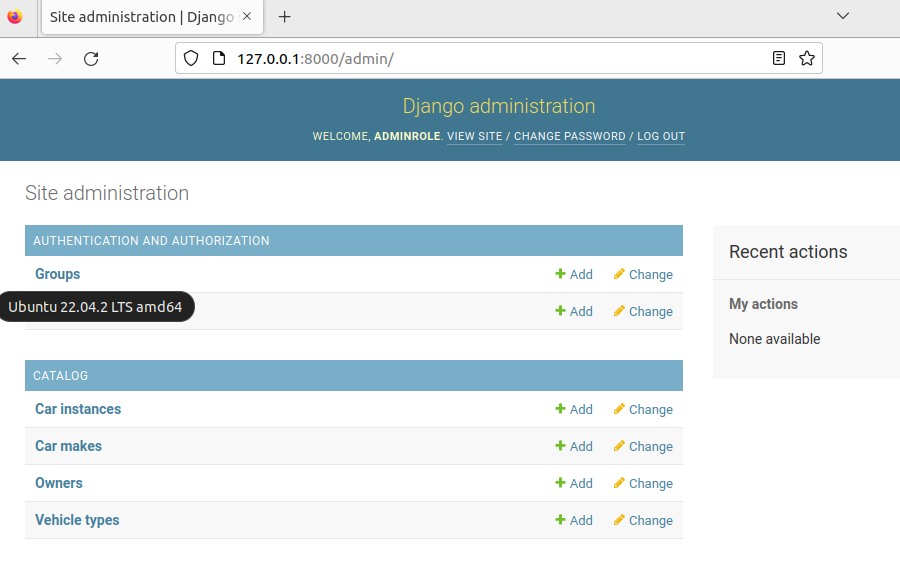 Site administration | Django
127.0.0.1:8000/admin/
Django administration
WELCOME, ADMINROLE. VIEW SITE / CHANGE PASSWORD / LOG OUT
Site administration
AUTHENTICATION AND AUTHORIZATION
Groups Add Change
Ubuntu 22.04.2 LTS amd64 Add Change
CATALOG
Car instances Add Change
Car makes Add Change
Owners Add Change
Vehicle types Add Change
Recent actions
My actions
None available